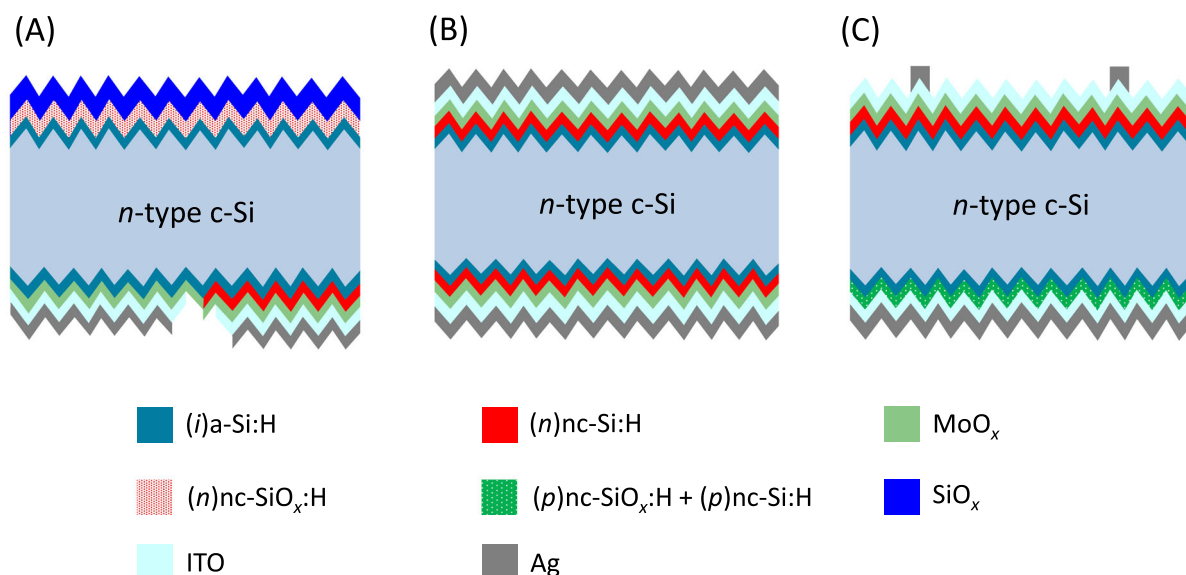 (A)
(B)
(C)
n-type c-Si
n-type c-Si
n-type c-Si
(i)a-Si:H
(n)nc-Si:H
MoOx
(n)nc-SiOx:H
(p)nc-SiOx:H + (p)nc-Si:H
SiOx
ITO
Ag